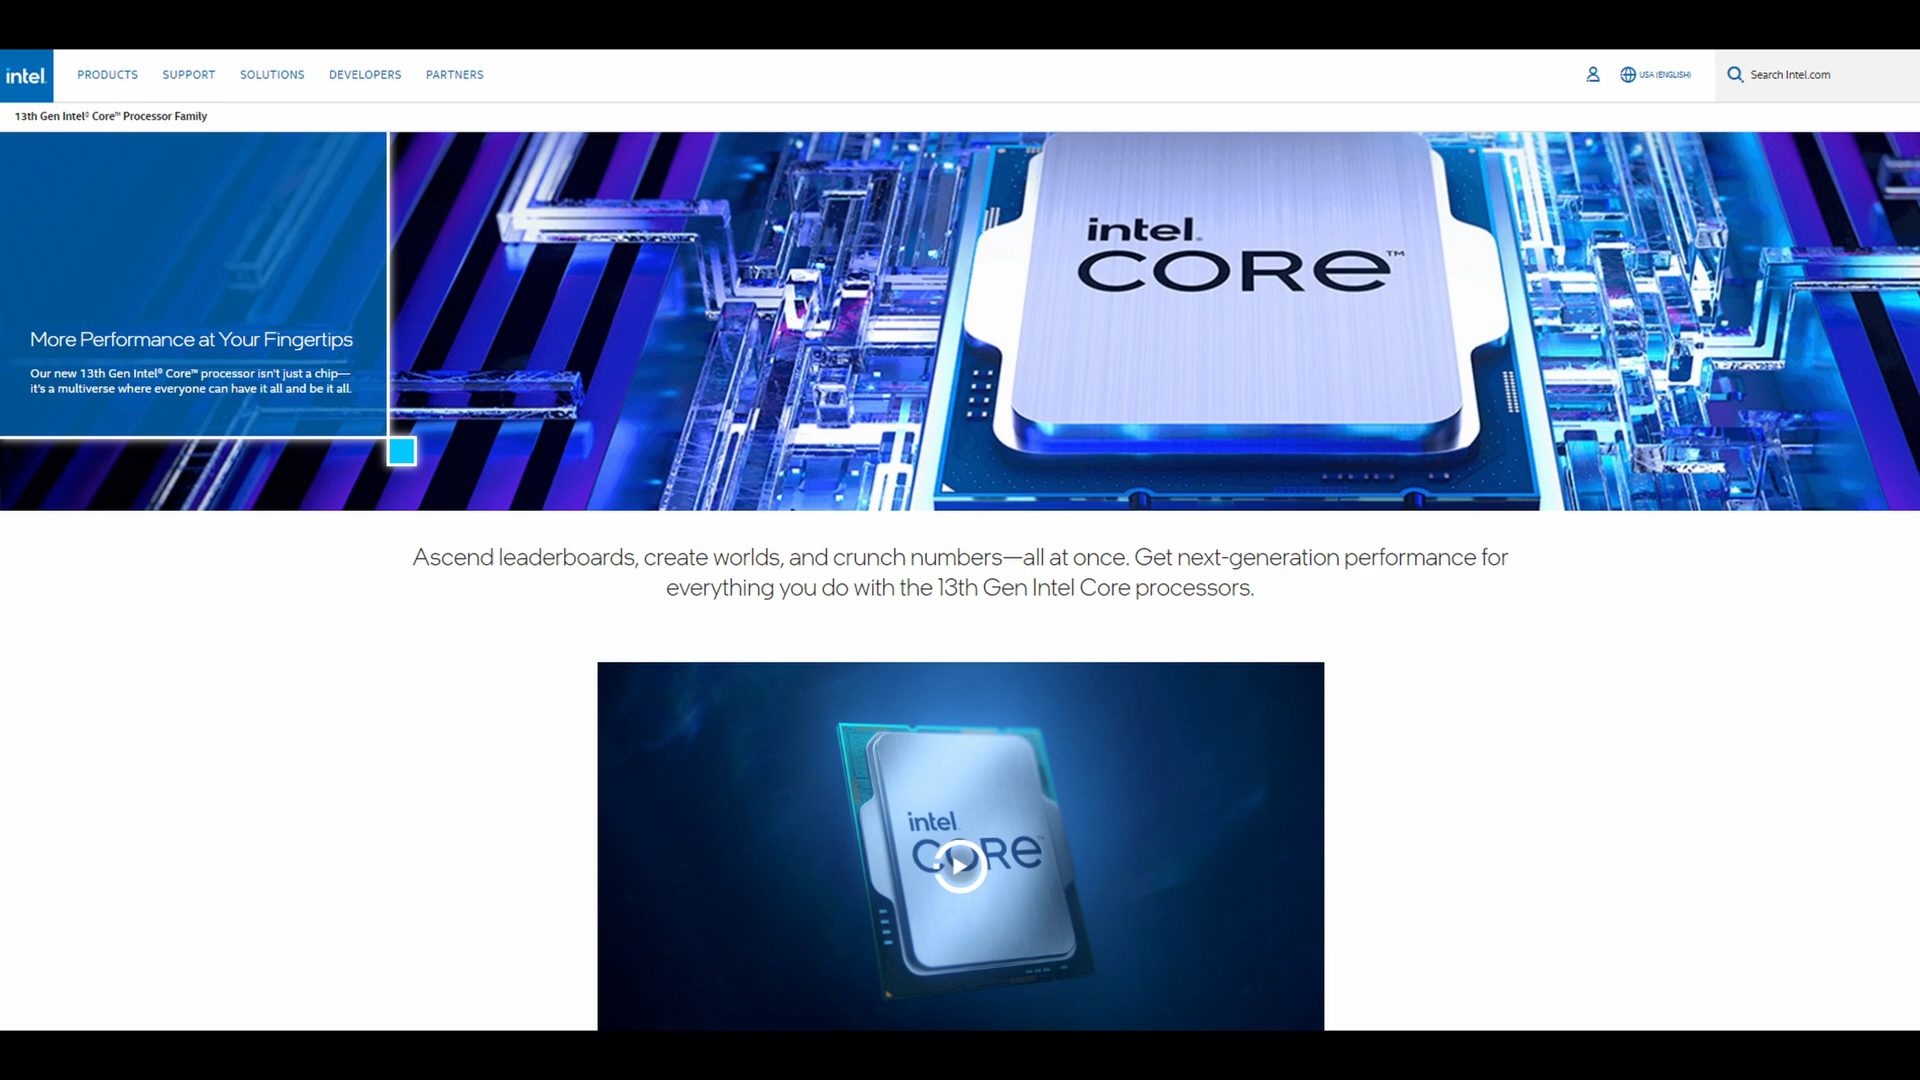 intel.
PRODUCTS
SUPPORT
SOLUTIONS
DEVELOPERS
PARTNERS
USA (ENGLISH)
Search Intel.com
13th Gen Intel® Core™ Processor Family
intel.
CORE™
More Performance at Your Fingertips
Our new 13th Gen Intel® Core™ processor isn't just a chip—
it's a multiverse where everyone can have it all and be it all.
Ascend leaderboards, create worlds, and crunch numbers—all at once. Get next-generation performance for
everything you do with the 13th Gen Intel Core processors.
intel.
CORE™